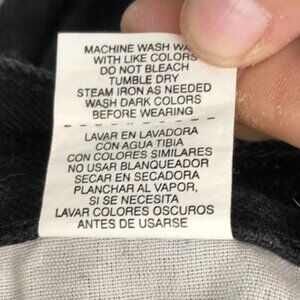 MACHINE WASH WA
WITH LIKE COLORS
DO NOT BLEACH
TUMBLE DRY
STEAM IRON AS NEEDED
WASH DARK COLORS
BEFORE WEARING
LAVAR EN LAVADORA
CON AGUA TIBIA
CON COLORES SIMILARES
NO USAR BLANQUEADOR
SECAR EN SECADORA
PLANCHAR AL VAPOR,
SI SE NECESITA
LAVAR COLORES OSCUROS
ANTES DE USARSE